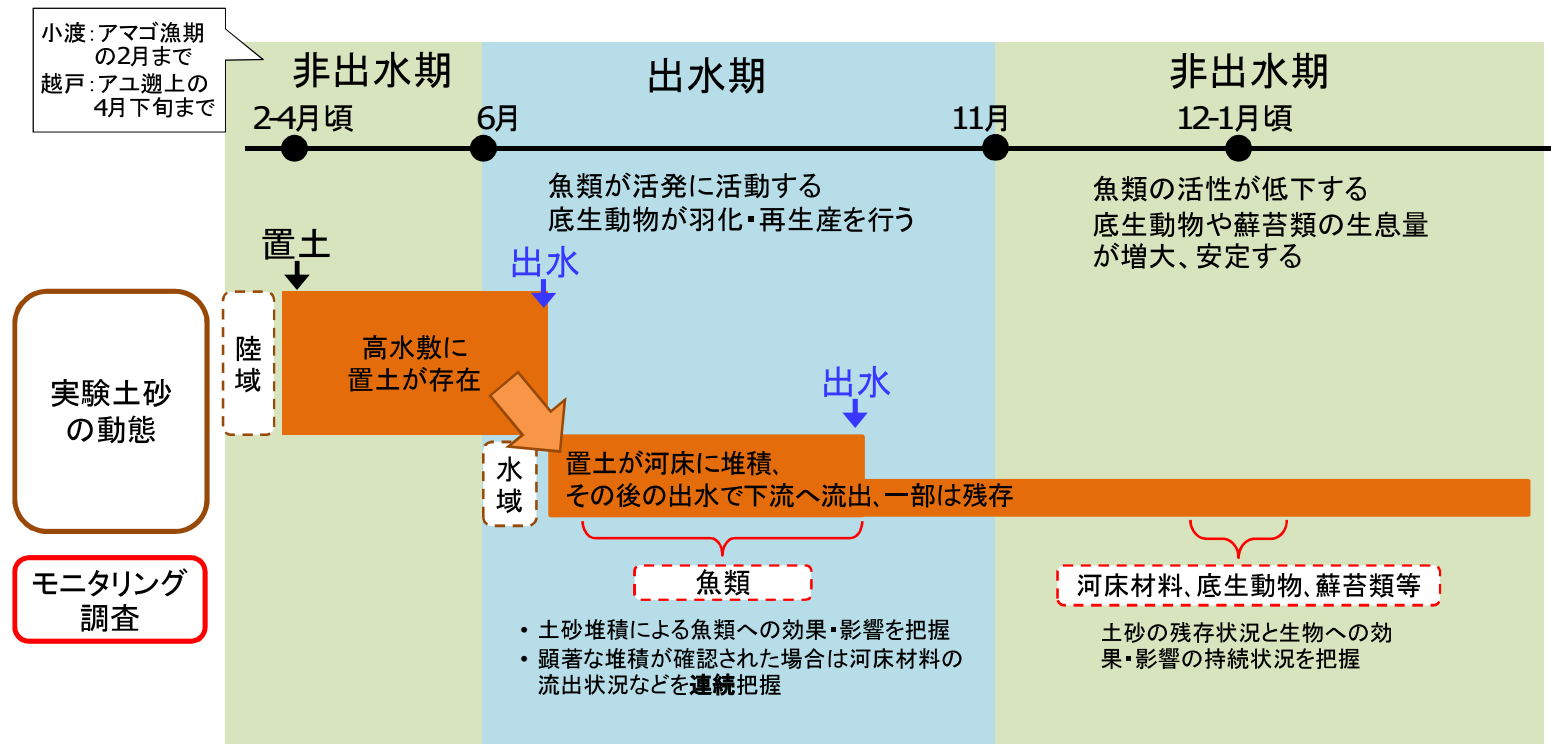 小渡：アマゴ漁期
の2月まで
越戸：アユ遡上の
4月下旬まで
非出水期
出水期
非出水期
2-4月頃
6月
11月
12-1月頃
魚類が活発に活動する
底生動物が羽化・再生産を行う
魚類の活性が低下する
底生動物や蘚苔類の生息量
が増大、安定する
置土
出水
実験土砂
の動態
陸
域
高水敷に
置土が存在
出水
水
域
置土が河床に堆積、
その後の出水で下流へ流出、一部は残存
モニタリング
調査
魚類
河床材料、底生動物、蘚苔類等
• 土砂堆積による魚類への効果・影響を把握
• 顕著な堆積が確認された場合は河床材料の
流出状況などを連続把握
土砂の残存状況と生物への効
果・影響の持続状況を把握